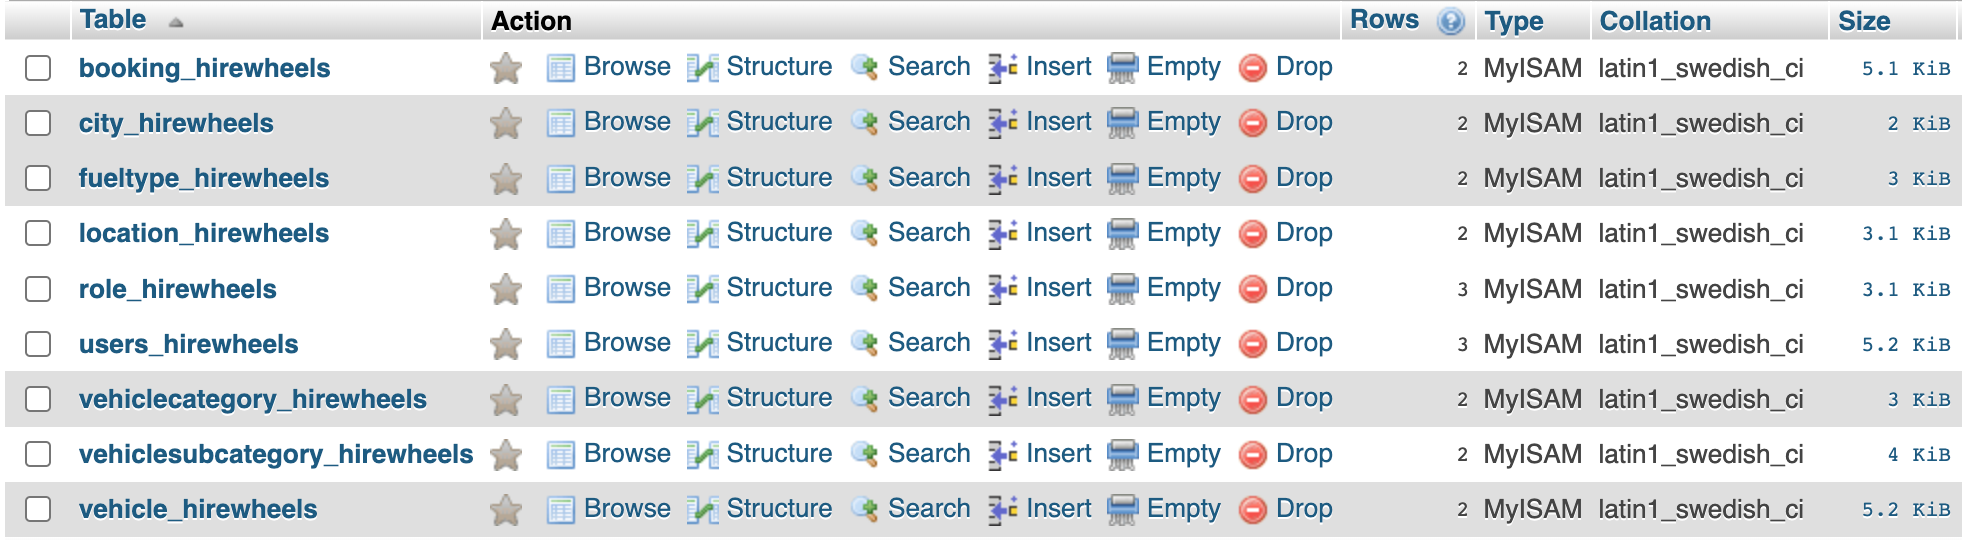 Table Action Rows Type Collation Size
booking_hirewheels Browse Structure Search Insert Empty Drop 2 MyISAM latin1_swedish_ci 5.1 KiB
city_hirewheels Browse Structure Search Insert Empty Drop 2 MyISAM latin1_swedish_ci 2 KiB
fueltype_hirewheels Browse Structure Search Insert Empty Drop 2 MyISAM latin1_swedish_ci 3 KiB
location_hirewheels Browse Structure Search Insert Empty Drop 2 MyISAM latin1_swedish_ci 3.1 KiB
role_hirewheels Browse Structure Search Insert Empty Drop 3 MyISAM latin1_swedish_ci 3.1 KiB
users_hirewheels Browse Structure Search Insert Empty Drop 3 MyISAM latin1_swedish_ci 5.2 KiB
vehiclecategory_hirewheels Browse Structure Search Insert Empty Drop 2 MyISAM latin1_swedish_ci 3 KiB
vehiclesubcategory_hirewheels Browse Structure Search Insert Empty Drop 2 MyISAM latin1_swedish_ci 4 KiB
vehicle_hirewheels Browse Structure Search Insert Empty Drop 2 MyISAM latin1_swedish_ci 5.2 KiB